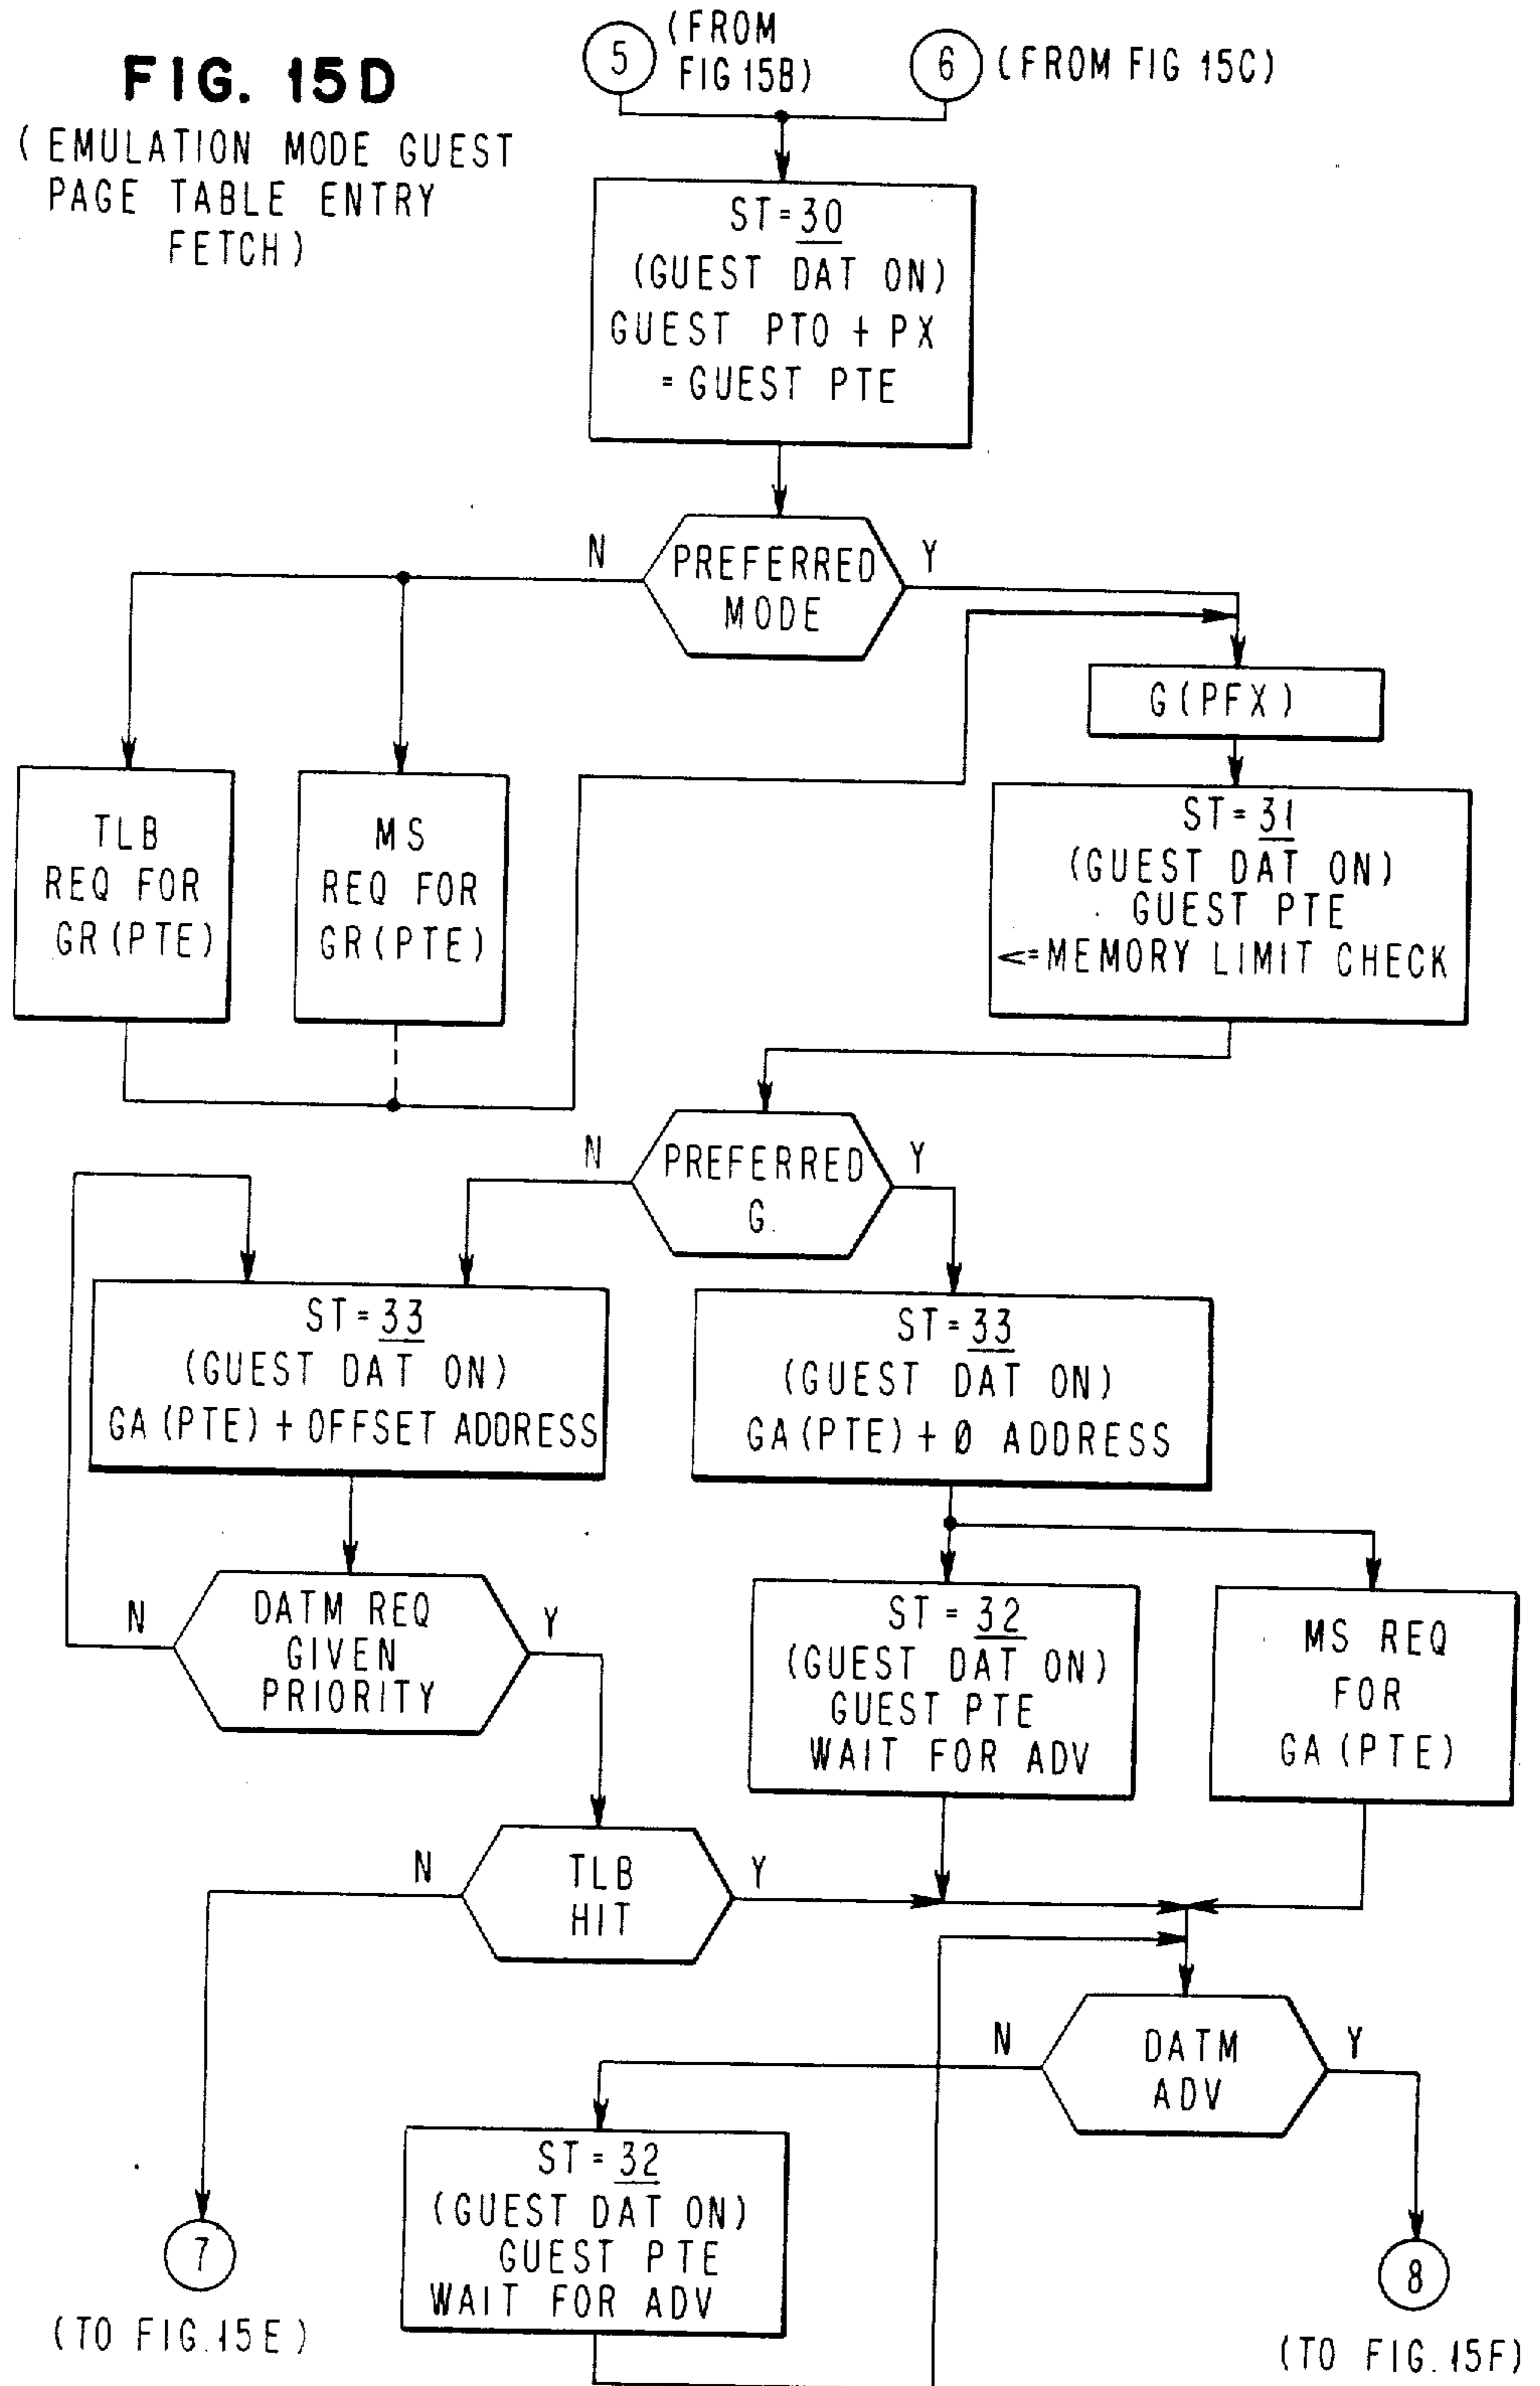 FIG. 15D
( EMULATION MODE GUEST
PAGE TABLE ENTRY
FETCH )
5
(FROM
FIG 15B)
6
(FROM FIG 15C)
ST=30
(GUEST DAT ON)
GUEST PTO + PX
= GUEST PTE
N
PREFERRED
MODE
Y
G(PFX)
TLB
REQ FOR
GR(PTE)
MS
REQ FOR
GR(PTE)
ST=31
(GUEST DAT ON)
GUEST PTE
<=MEMORY LIMIT CHECK
N
PREFERRED
G
Y
ST=33
(GUEST DAT ON)
GA(PTE)+OFFSET ADDRESS
ST=33
(GUEST DAT ON)
GA(PTE)+Ø ADDRESS
N
DATM REQ
GIVEN
PRIORITY
Y
ST=32
(GUEST DAT ON)
GUEST PTE
WAIT FOR ADV
MS REQ
FOR
GA(PTE)
N
TLB
HIT
Y
N
DATM
ADV
Y
ST=32
(GUEST DAT ON)
GUEST PTE
WAIT FOR ADV
7
(TO FIG.15E)
8
(TO FIG.15F)